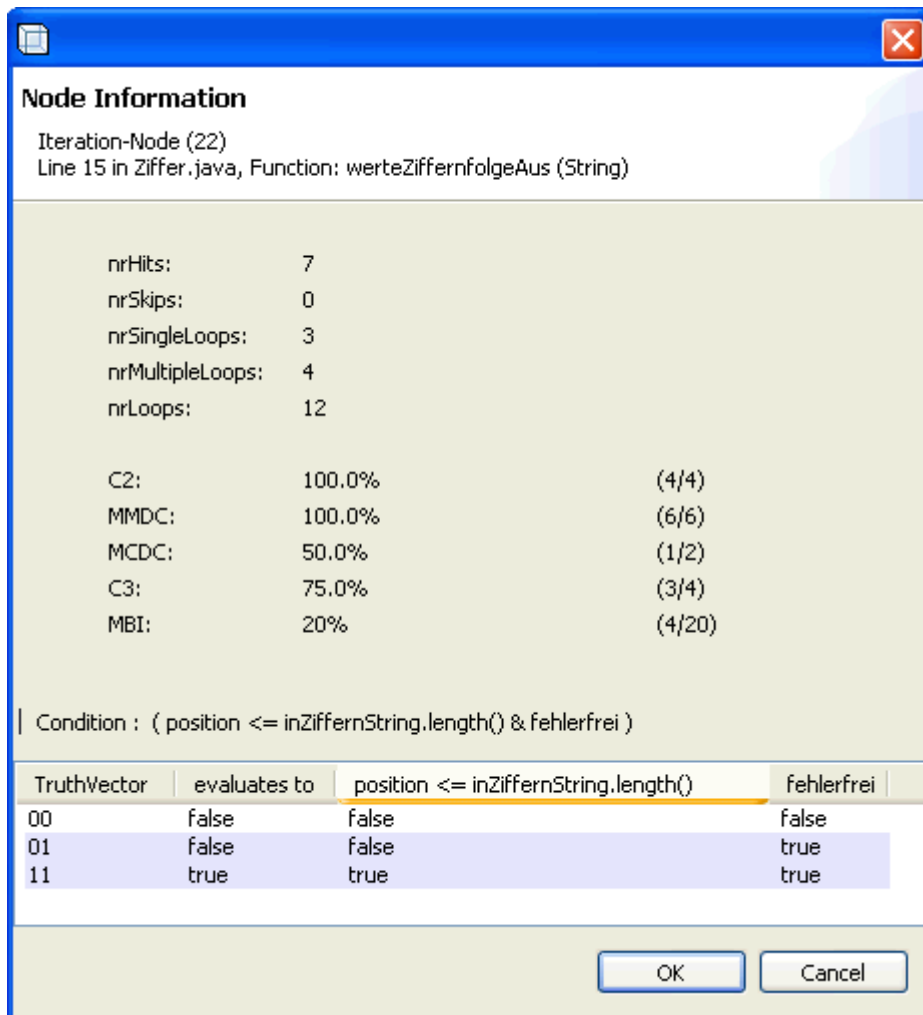 Node Information
Iteration-Node (22)
Line 15 in Ziffer.java, Function: werteZiffernfolgeAus (String)
nrHits: 7
nrSkips: 0
nrSingleLoops: 3
nrMultipleLoops: 4
nrLoops: 12
C2: 100.0% (4/4)
MMDC: 100.0% (6/6)
MCDC: 50.0% (1/2)
C3: 75.0% (3/4)
MBI: 20% (4/20)
Condition : ( position <= inZiffernString.length() & fehlerfrei )
TruthVector evaluates to position <= inZiffernString.length() fehlerfrei
00 false false false
01 false false true
11 true true true
OK Cancel